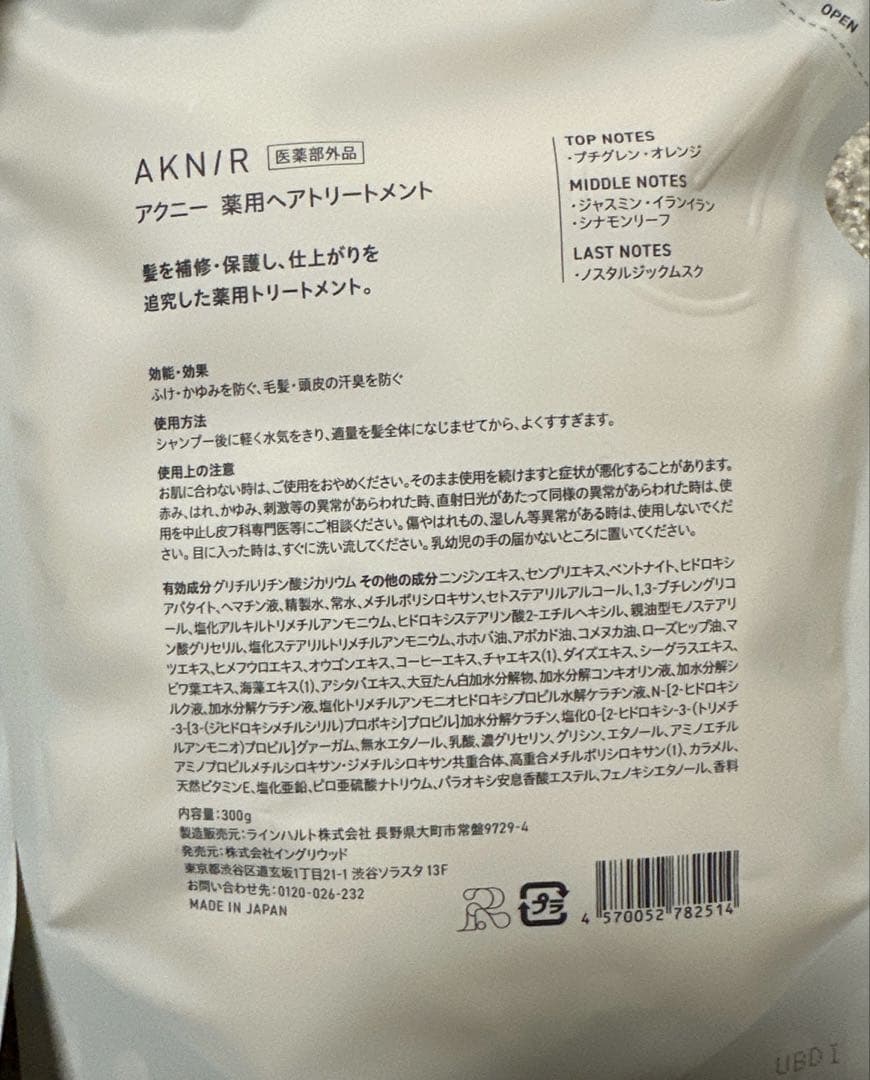 OPEN
AKN/R 医薬部外品
アクニー 薬用ヘアトリートメント
髪を補修・保護し、仕上がりを
追究した薬用トリートメント。
TOP NOTES
・プチグレン・オレンジ
MIDDLE NOTES
・ジャスミン・イランイラン
・シナモンリーフ
LAST NOTES
・ノスタルジックムスク
効能・効果
ふけ・かゆみを防ぐ、毛髪・頭皮の汗臭を防ぐ
使用方法
シャンプー後に軽く水気をきり、適量を髪全体になじませてから、よくすすぎます。
使用上の注意
お肌に合わない時は、ご使用をおやめください。そのまま使用を続けますと症状が悪化することがあります。
赤み、はれ、かゆみ、刺激等の異常があらわれた時、直射日光があたって同様の異常があらわれた時は、使
用を中止し皮フ科専門医等にご相談ください。傷やはれもの、湿しん等異常がある時は、使用しないでくだ
さい。目に入った時は、すぐに洗い流してください。乳幼児の手の届かないところに置いてください。
有効成分 グリチルリチン酸ジカリウム その他の成分 ニンジンエキス、センブリエキス、ベントナイト、ヒドロキシ
アパタイト、ヘマチン液、精製水、常水、メチルポリシロキサン、セトステアリルアルコール、1,3-ブチレングリコ
ール、塩化アルキルトリメチルアンモニウム、ヒドロキシステアリン酸2-エチルヘキシル、親油型モノステアリ
ン酸グリセリル、塩化ステアリルトリメチルアンモニウム、ホホバ油、アボカド油、コメヌカ油、ローズヒップ油、マ
ツエキス、ヒメフウロエキス、オウゴンエキス、コーヒーエキス、チャエキス(1)、ダイズエキス、シーグラスエキス、
ビワ葉エキス、海藻エキス(1)、アシタバエキス、大豆たん白加水分解物、加水分解コンキオリン液、加水分解シ
ルク液、加水分解ケラチン液、塩化トリメチルアンモニオヒドロキシプロピル水解ケラチン液、N-[2-ヒドロキシ
-3-[3-(ジヒドロキシメチルシリル)プロポキシ]プロピル]加水分解ケラチン、塩化O-[2-ヒドロキシ-3-(トリメチ
ルアンモニオ)プロピル]グァーガム、無水エタノール、乳酸、濃グリセリン、グリシン、エタノール、アミノエチル
アミノプロピルメチルシロキサン・ジメチルシロキサン共重合体、高重合メチルポリシロキサン(1)、カラメル、
天然ビタミンE、塩化亜鉛、ピロ亜硫酸ナトリウム、パラオキシ安息香酸エステル、フェノキシエタノール、香料
内容量：300g
製造販売元：ラインハルト株式会社 長野県大町市常盤9729-4
発売元：株式会社イングリウッド
東京都渋谷区道玄坂1丁目21-1 渋谷ソラスタ 13F
お問い合わせ先：0120-026-232
MADE IN JAPAN
プラ
4 570052 782514
UBDI